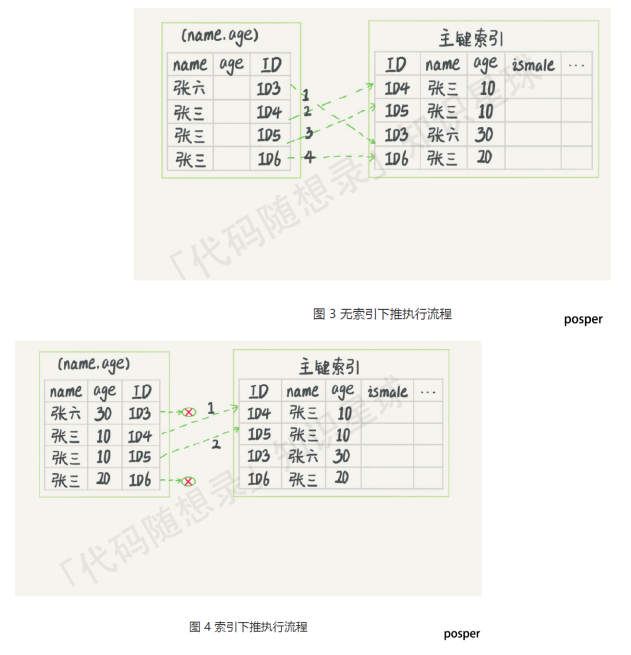 (name.age)
主键索引
name age ID
ID name age ismale ...
张六 ID3
1
ID4 张三 10
张三 ID4
2
ID5 张三 10
张三 ID5
3
ID3 张六 30
张三 ID6
4
ID6 张三 20
「代码随想录」知识星球
图 3 无索引下推执行流程
posper
(name.age)
主键索引
name age ID
ID name age ismale ...
张六 30 ID3
1
ID4 张三 10
张三 10 ID4
2
ID5 张三 10
张三 10 ID5
ID3 张六 30
张三 20 ID6
ID6 张三 20
「代码随想录」知识星球
图 4 索引下推执行流程
posper